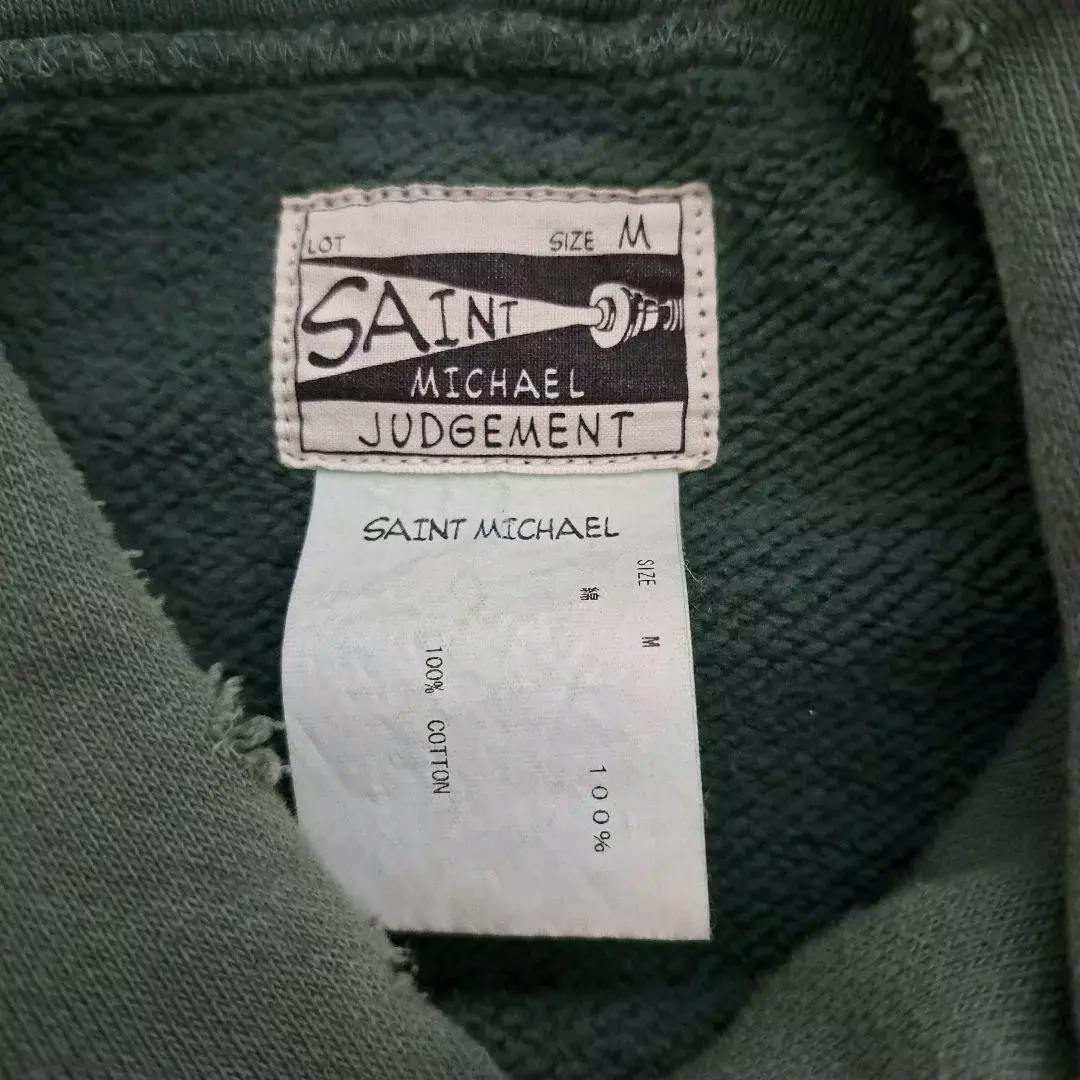 LOT
SIZE M
SAINT
MICHAEL
JUDGEMENT
SAINT MICHAEL
SIZE M
綿 100%
100% COTTON